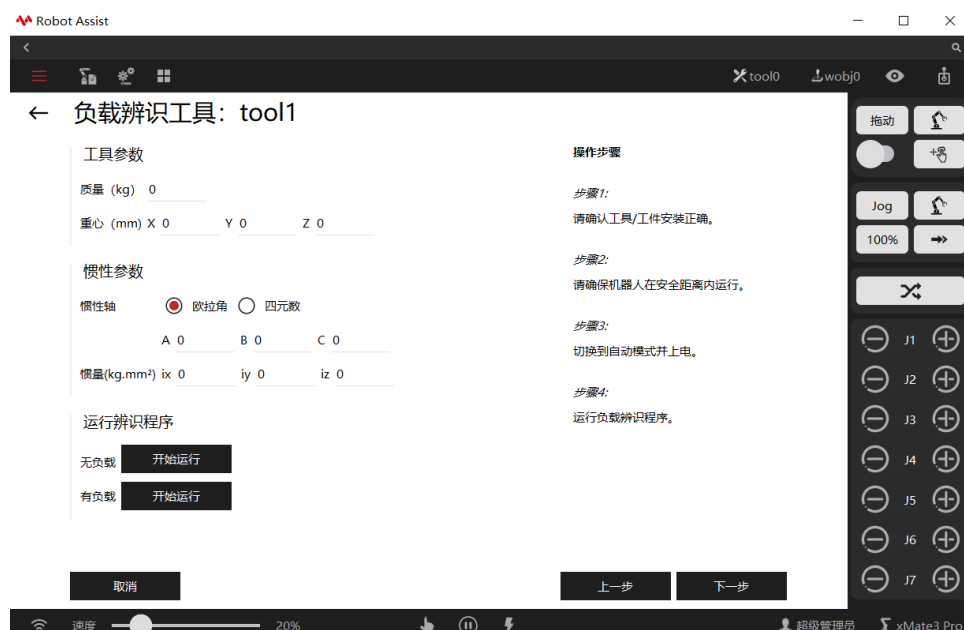 Robot Assist
tool0 wobj0
负载辨识工具：tool1
拖动
工具参数
操作步骤
质量（kg） 0
步骤1:
重心（mm）X 0 Y 0 Z 0
请确认工具/工件安装正确。
Jog
100%
步骤2:
惯性参数
请确保机器人在安全距离内运行。
惯性轴 欧拉角 四元数
步骤3:
A 0 B 0 C 0
切换到自动模式并上电。
J1
惯量(kg.mm²) ix 0 iy 0 iz 0
J2
步骤4:
运行辨识程序
运行负载辨识程序。
J3
无负载 开始运行
J4
有负载 开始运行
J5
J6
取消 上一步 下一步
J7
速度 20% 超级管理员 xMate3 Pro